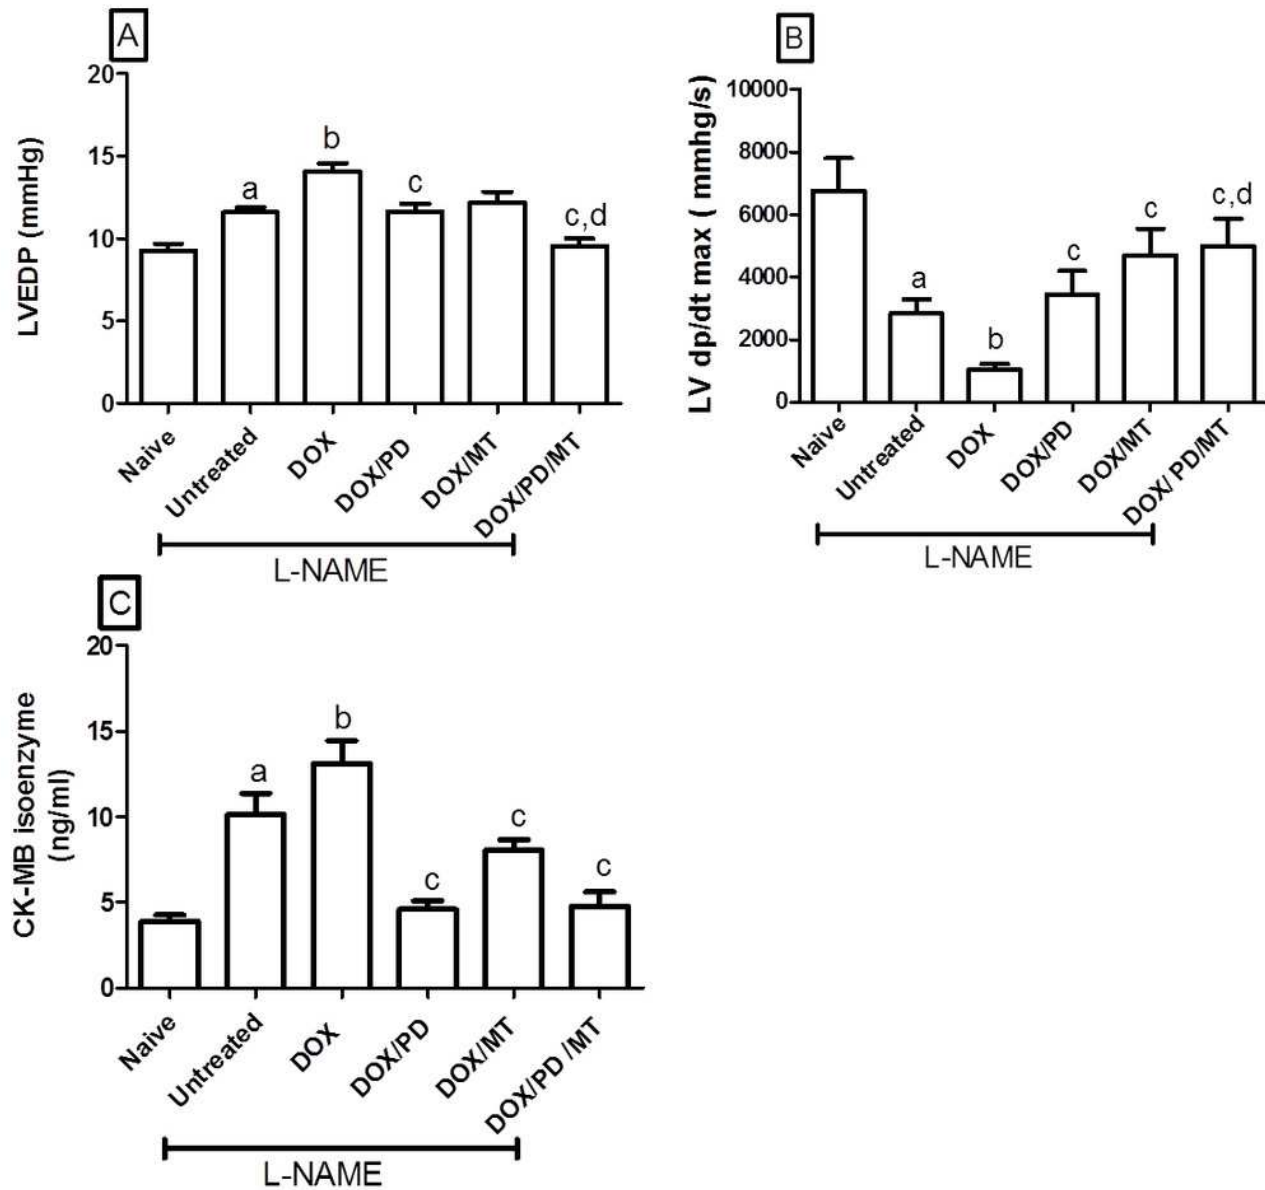 A
LVEDP (mmHg)
20
15
10
5
0
a
b
c
c,d
Naive
Untreated
DOX
DOX/PD
DOX/MT
DOX/PD/MT
L-NAME
B
LV dp/dt max ( mmhg/s)
10000
8000
6000
4000
2000
0
a
b
c
c
c,d
Naive
Untreated
DOX
DOX/PD
DOX/MT
DOX/ PD/MT
L-NAME
C
CK-MB isoenzyme
(ng/ml)
20
15
10
5
0
a
b
c
c
c
Naive
Untreated
DOX
DOX/PD
DOX/MT
DOX/PD /MT
L-NAME